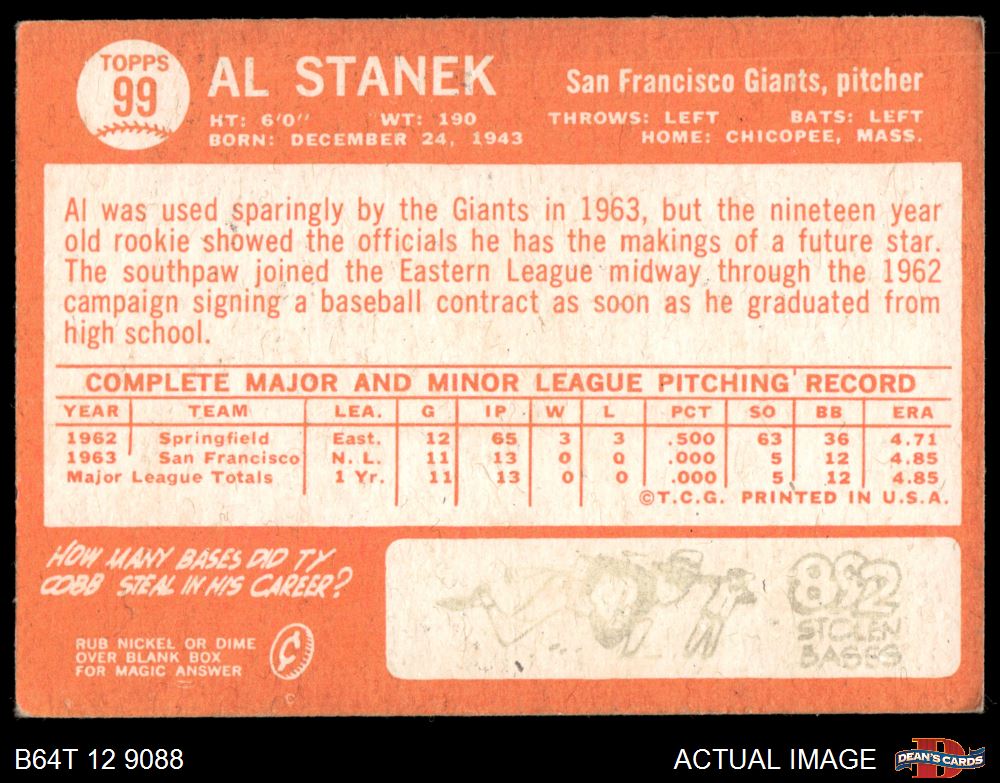 TOPPS
99
AL STANEK
San Francisco Giants, pitcher
HT: 6'0" WT: 190 THROWS: LEFT BATS: LEFT
BORN: DECEMBER 24, 1943 HOME: CHICOPEE, MASS.
Al was used sparingly by the Giants in 1963, but the nineteen year
old rookie showed the officials he has the makings of a future star.
The southpaw joined the Eastern League midway through the 1962
campaign signing a baseball contract as soon as he graduated from
high school.
COMPLETE MAJOR AND MINOR LEAGUE PITCHING RECORD
YEAR TEAM LEA. G IP W L PCT SO BB ERA
1962 Springfield East. 12 65 3 3 .500 63 36 4.71
1963 San Francisco N. L. 11 13 0 0 .000 5 12 4.85
Major League Totals 1 Yr. 11 13 0 0 .000 5 12 4.85
©T.C.G. PRINTED IN U.S.A.
HOW MANY BASES DID TY
COBB STEAL IN HIS CAREER?
RUB NICKEL OR DIME
OVER BLANK BOX
FOR MAGIC ANSWER
892
STOLEN
BASES
B64T 12 9088
ACTUAL IMAGE
D
DEAN'S CARDS